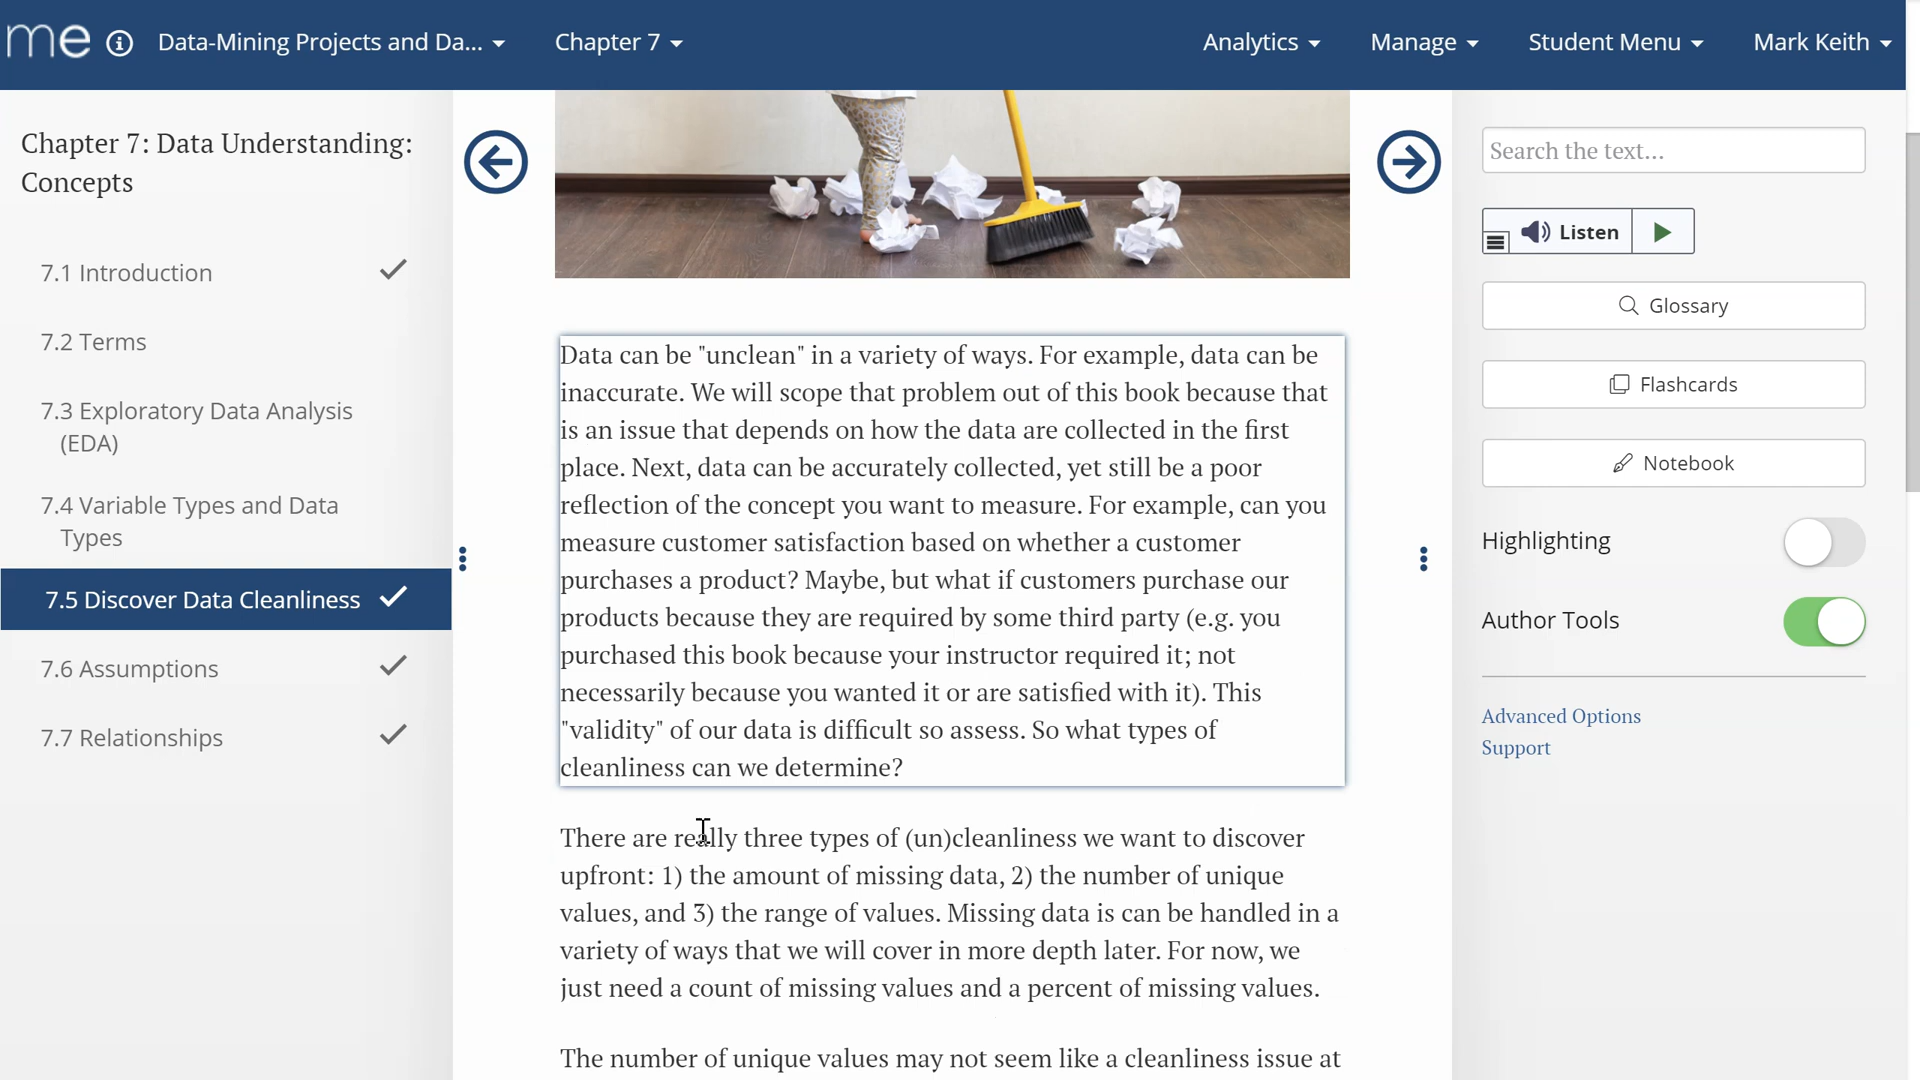 me
Data-Mining Projects and Da...
Chapter 7
Analytics
Manage
Student Menu
Mark Keith
Chapter 7: Data Understanding:
Concepts
7.1 Introduction
7.2 Terms
7.3 Exploratory Data Analysis
(EDA)
7.4 Variable Types and Data
Types
7.5 Discover Data Cleanliness
7.6 Assumptions
7.7 Relationships
Data can be "unclean" in a variety of ways. For example, data can be
inaccurate. We will scope that problem out of this book because that
is an issue that depends on how the data are collected in the first
place. Next, data can be accurately collected, yet still be a poor
reflection of the concept you want to measure. For example, can you
measure customer satisfaction based on whether a customer
purchases a product? Maybe, but what if customers purchase our
products because they are required by some third party (e.g. you
purchased this book because your instructor required it; not
necessarily because you wanted it or are satisfied with it). This
"validity" of our data is difficult so assess. So what types of
cleanliness can we determine?
There are really three types of (un)cleanliness we want to discover
upfront: 1) the amount of missing data, 2) the number of unique
values, and 3) the range of values. Missing data is can be handled in a
variety of ways that we will cover in more depth later. For now, we
just need a count of missing values and a percent of missing values.
The number of unique values may not seem like a cleanliness issue at
Search the text...
Listen
Glossary
Flashcards
Notebook
Highlighting
Author Tools
Advanced Options
Support